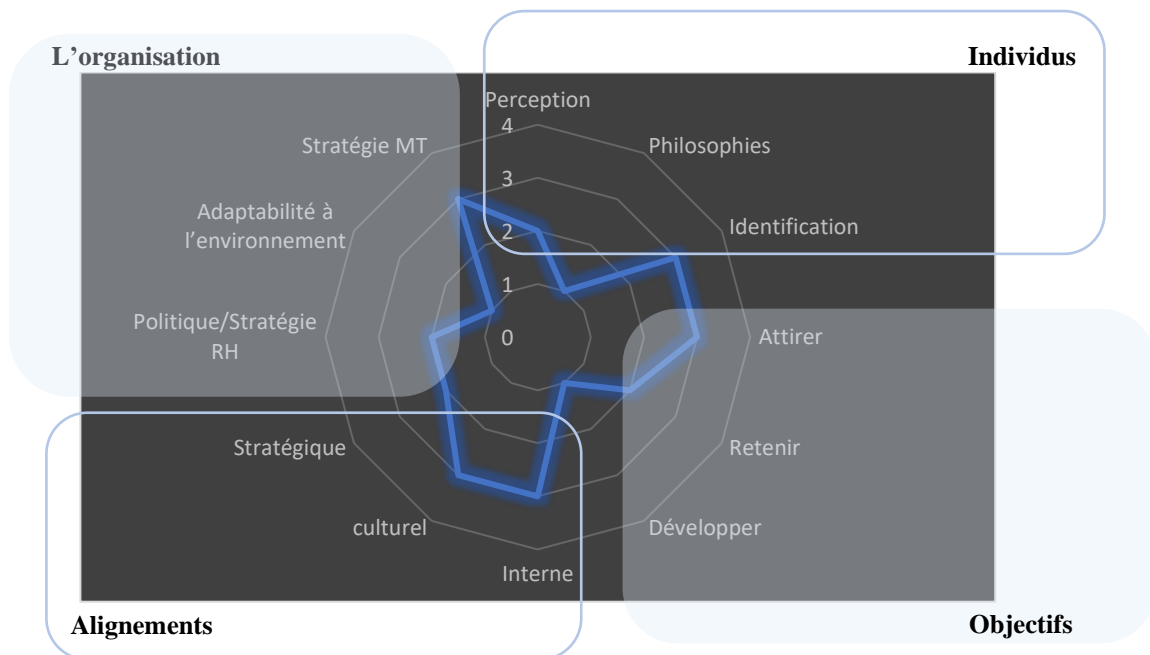 L’organisation
Individus
Perception
4
Stratégie MT
Philosophies
3
Adaptabilité à
l’environnement
Identification
2
1
Politique/Stratégie
RH
0
Attirer
Stratégique
Retenir
culturel
Développer
Interne
Alignements
Objectifs